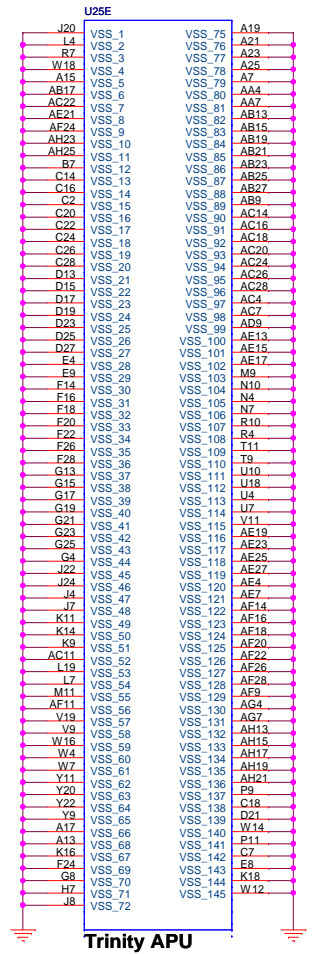 U25E
J20 VSS_1 VSS_75 A19
L4 VSS_2 VSS_76 A21
R7 VSS_3 VSS_77 A23
W18 VSS_4 VSS_78 A25
A15 VSS_5 VSS_79 A7
AB17 VSS_6 VSS_80 AA4
AC22 VSS_7 VSS_81 AA7
AE21 VSS_8 VSS_82 AB13
AF24 VSS_9 VSS_83 AB15
AH23 VSS_10 VSS_84 AB19
AH25 VSS_11 VSS_85 AB21
B7 VSS_12 VSS_86 AB23
C14 VSS_13 VSS_87 AB25
C16 VSS_14 VSS_88 AB27
C2 VSS_15 VSS_89 AB9
C20 VSS_16 VSS_90 AC14
C22 VSS_17 VSS_91 AC16
C24 VSS_18 VSS_92 AC18
C26 VSS_19 VSS_93 AC20
C28 VSS_20 VSS_94 AC24
D13 VSS_21 VSS_95 AC26
D15 VSS_22 VSS_96 AC28
D17 VSS_23 VSS_97 AC4
D19 VSS_24 VSS_98 AC7
D23 VSS_25 VSS_99 AD9
D25 VSS_26 VSS_100 AE13
D27 VSS_27 VSS_101 AE15
E4 VSS_28 VSS_102 AE17
E9 VSS_29 VSS_103 M9
F14 VSS_30 VSS_104 N10
F16 VSS_31 VSS_105 N4
F18 VSS_32 VSS_106 N7
F20 VSS_33 VSS_107 R10
F22 VSS_34 VSS_108 R4
F26 VSS_35 VSS_109 T11
F28 VSS_36 VSS_110 T9
G13 VSS_37 VSS_111 U10
G15 VSS_38 VSS_112 U18
G17 VSS_39 VSS_113 U4
G19 VSS_40 VSS_114 U7
G21 VSS_41 VSS_115 V11
G23 VSS_42 VSS_116 AE19
G25 VSS_43 VSS_117 AE23
G4 VSS_44 VSS_118 AE25
J22 VSS_45 VSS_119 AE27
J24 VSS_46 VSS_120 AE4
J4 VSS_47 VSS_121 AE7
J7 VSS_48 VSS_122 AF14
K11 VSS_49 VSS_123 AF16
K14 VSS_50 VSS_124 AF18
K9 VSS_51 VSS_125 AF20
AC11 VSS_52 VSS_126 AF22
L19 VSS_53 VSS_127 AF26
L7 VSS_54 VSS_128 AF28
M11 VSS_55 VSS_129 AF9
AF11 VSS_56 VSS_130 AG4
V19 VSS_57 VSS_131 AG7
V9 VSS_58 VSS_132 AH13
W16 VSS_59 VSS_133 AH15
W4 VSS_60 VSS_134 AH17
W7 VSS_61 VSS_135 AH19
Y11 VSS_62 VSS_136 AH21
Y20 VSS_63 VSS_137 P9
Y22 VSS_64 VSS_138 C18
Y9 VSS_65 VSS_139 D21
A17 VSS_66 VSS_140 W14
A13 VSS_68 VSS_141 P11
K16 VSS_67 VSS_142 C7
F24 VSS_69 VSS_143 E8
G8 VSS_70 VSS_144 K18
H7 VSS_71 VSS_145 W12
J8 VSS_72
Trinity APU